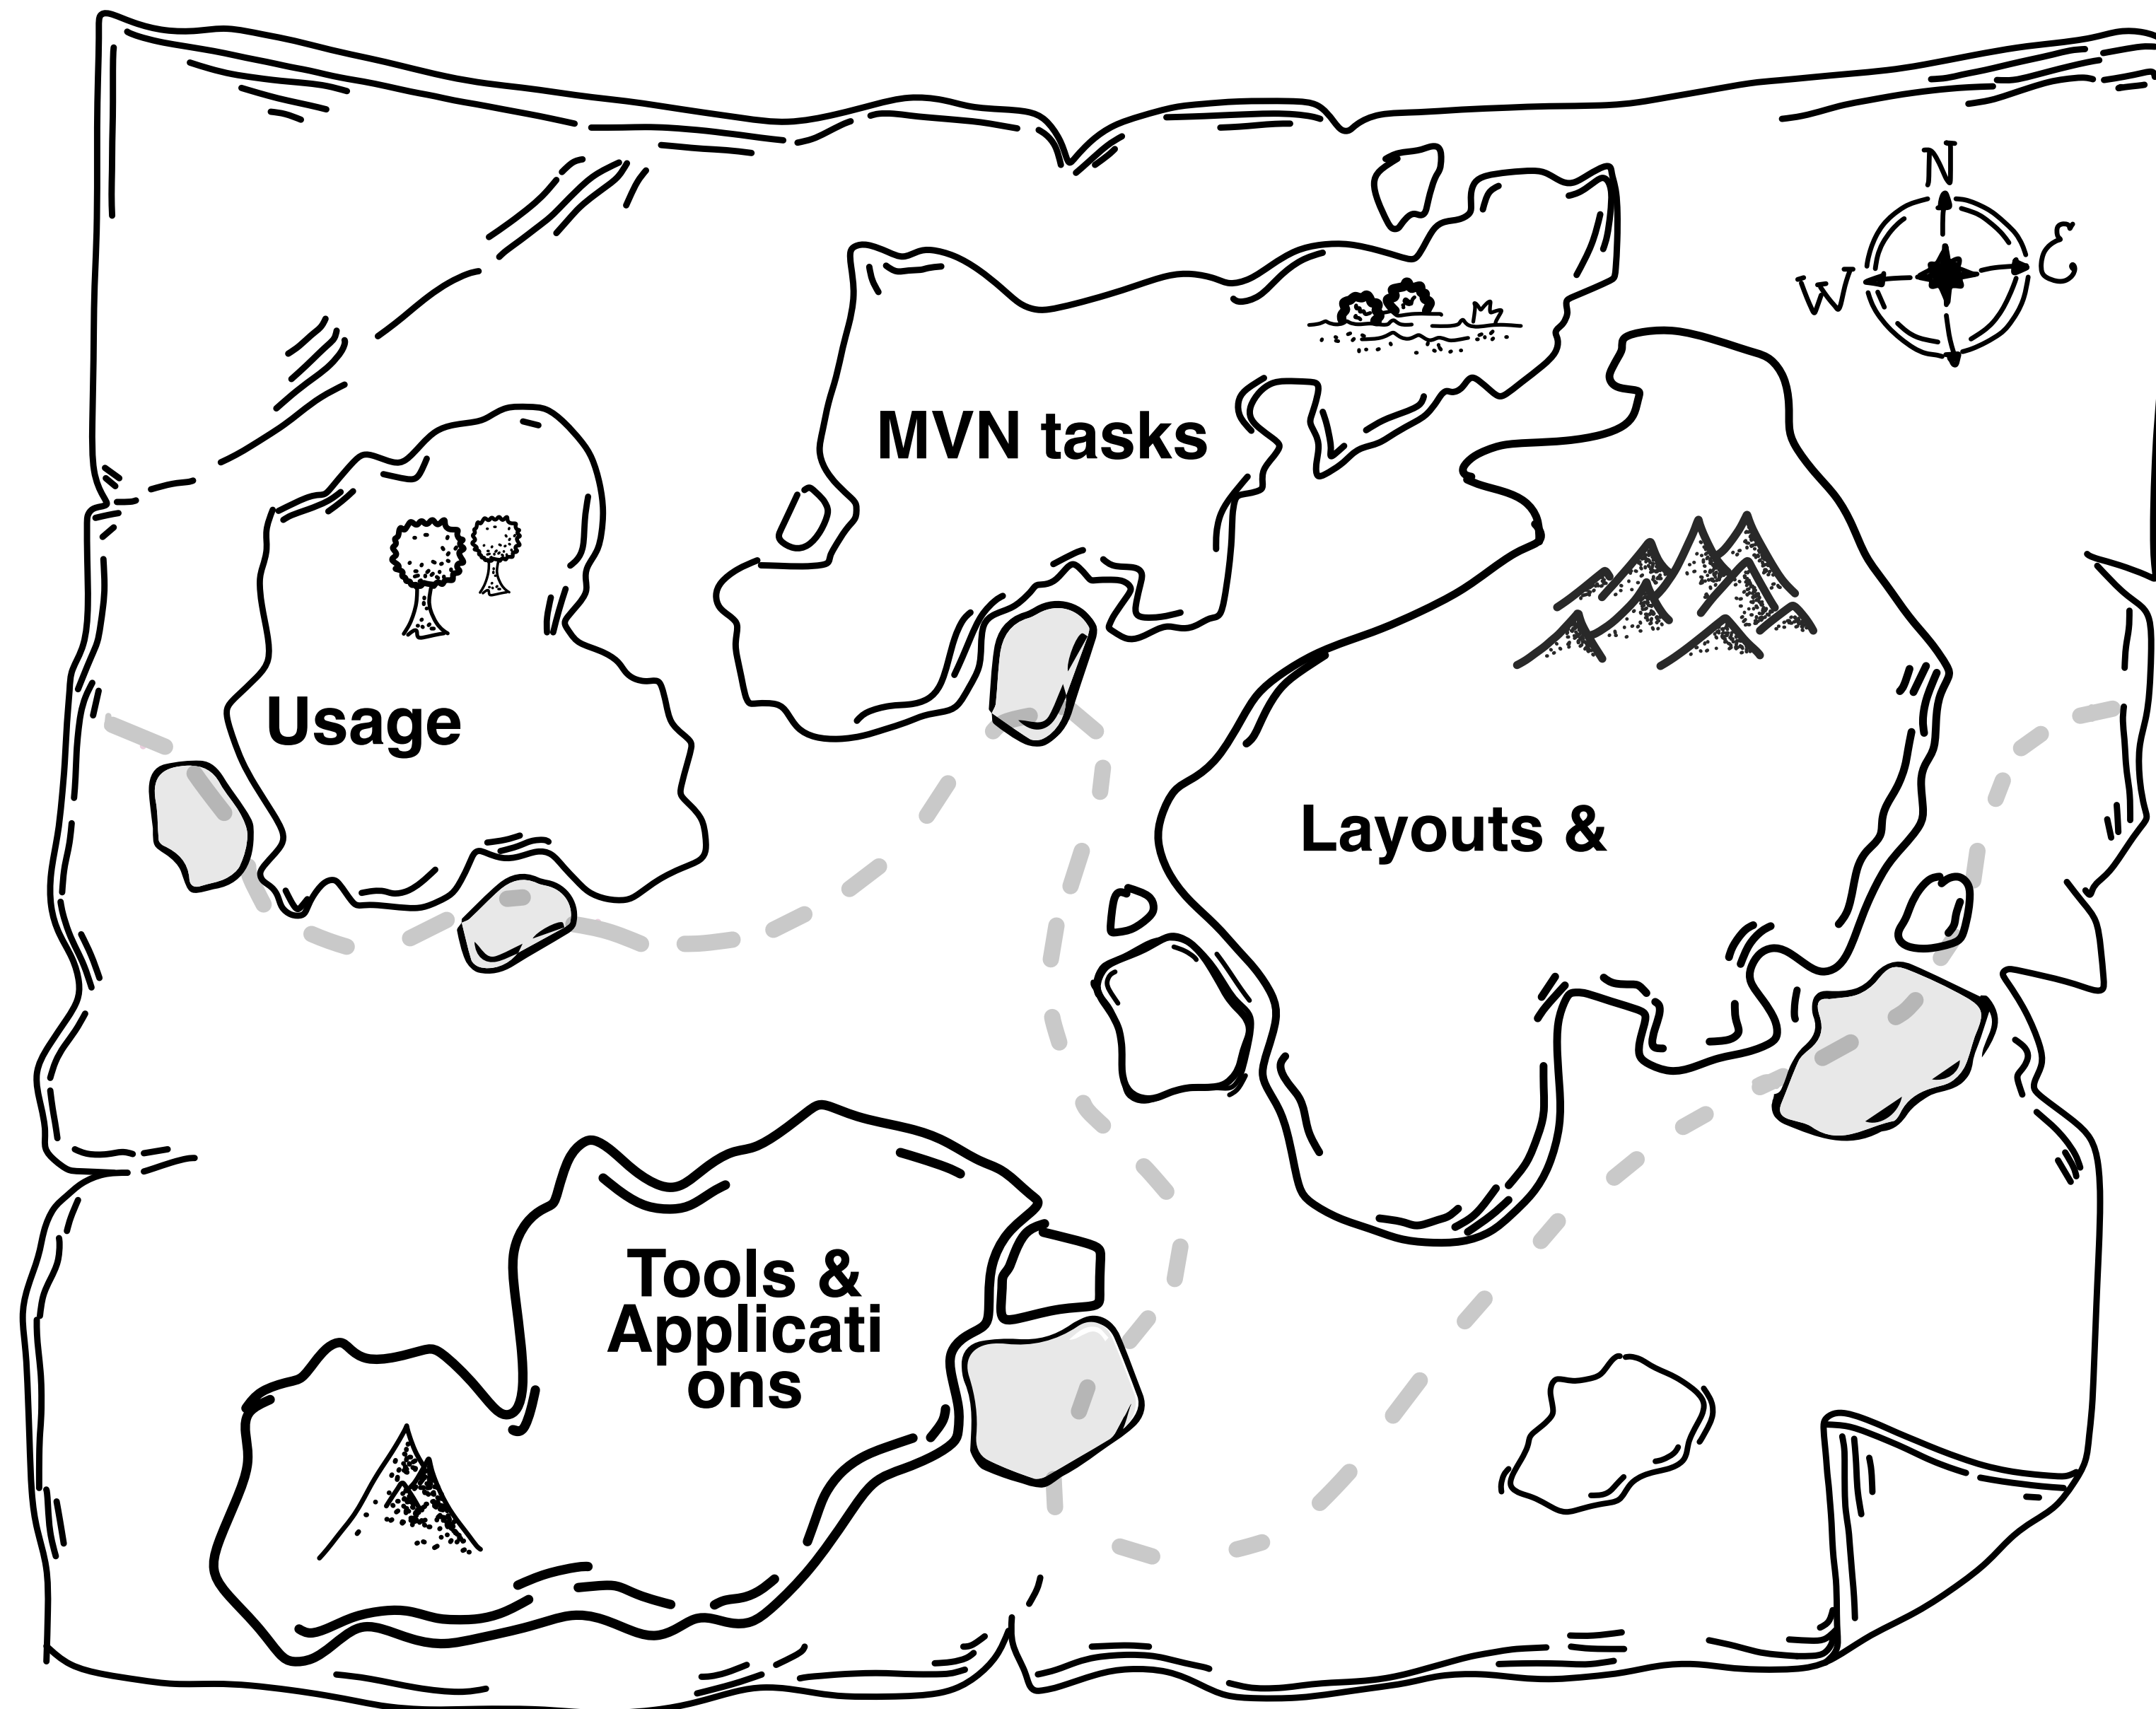 N
W
E
MVN tasks
Usage
Layouts &
Tools &
Applicati
ons